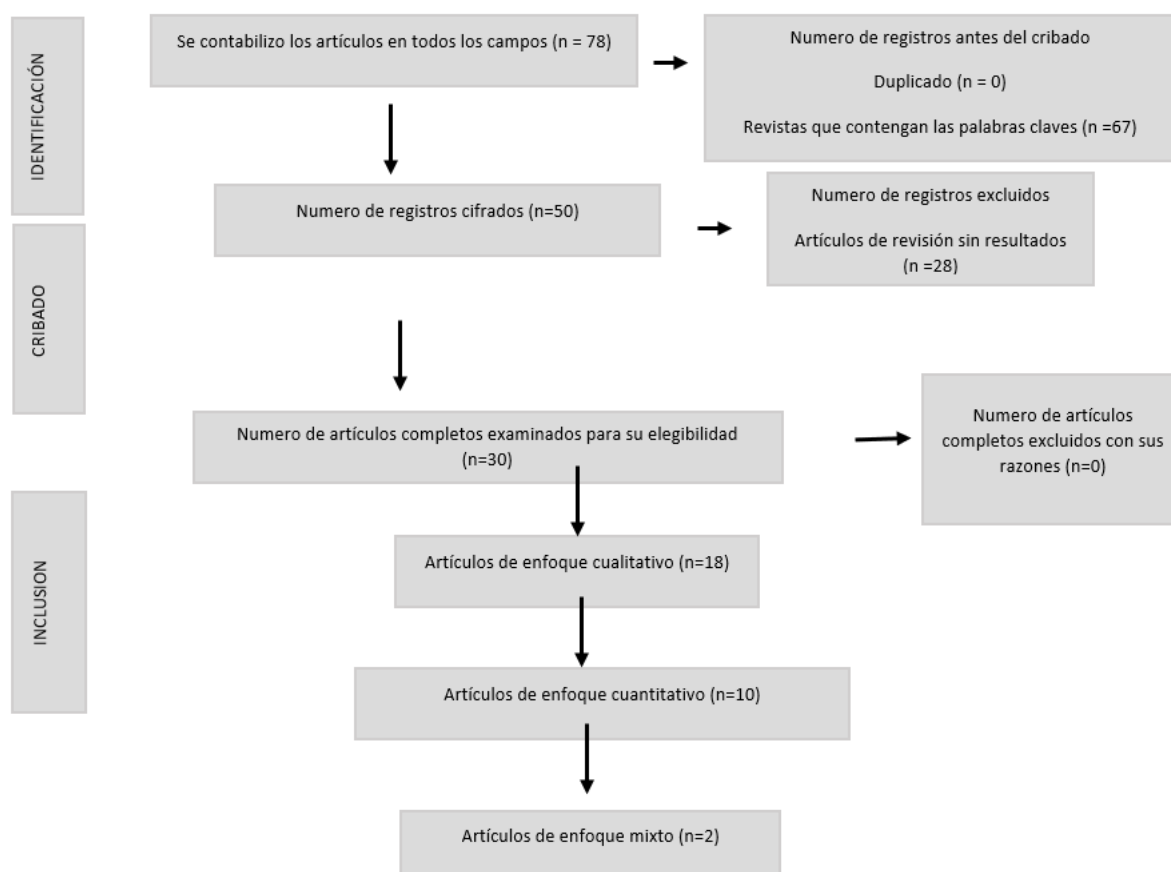 IDENTIFICACIÓN
Se contabilizo los artículos en todos los campos (n = 78)
Numero de registros antes del cribado
Duplicado (n = 0)
Revistas que contengan las palabras claves (n =67)
Numero de registros cifrados (n=50)
Numero de registros excluidos
Artículos de revisión sin resultados
(n =28)
CRIBADO
Numero de artículos completos examinados para su elegibilidad
(n=30)
Numero de artículos
completos excluidos con sus
razones (n=0)
INCLUSION
Artículos de enfoque cualitativo (n=18)
Artículos de enfoque cuantitativo (n=10)
Artículos de enfoque mixto (n=2)